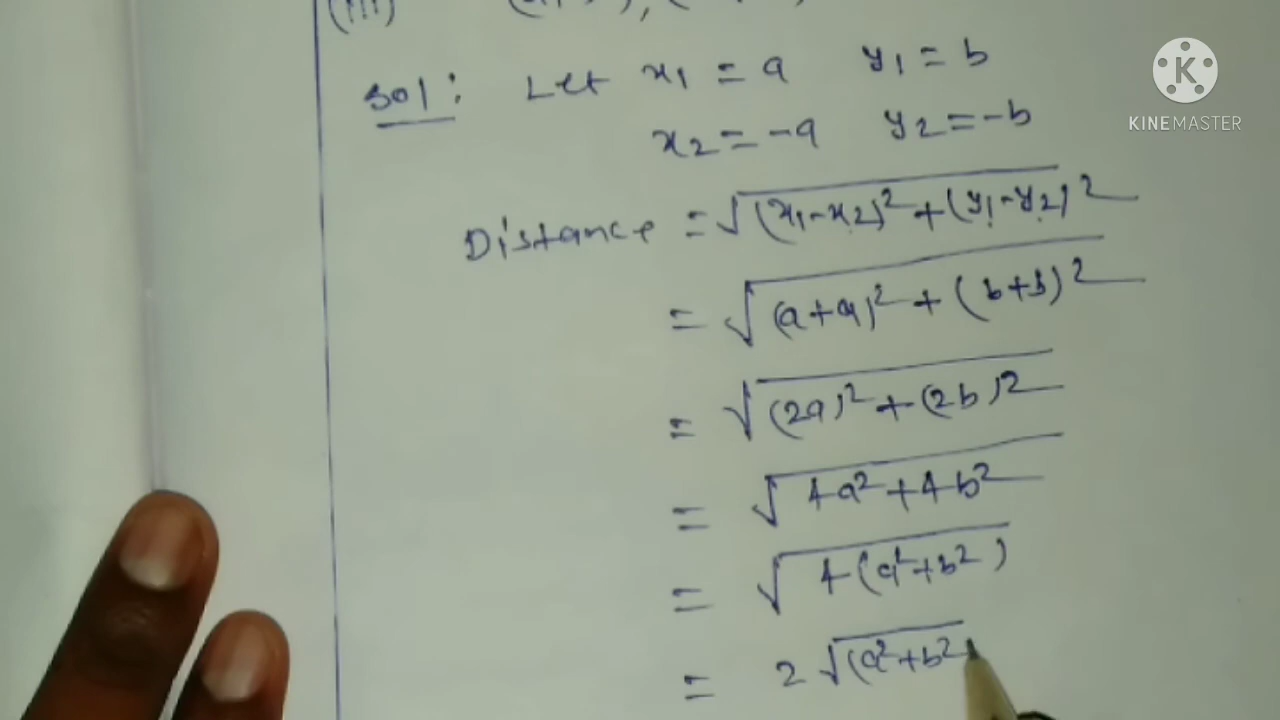 (III)
Sol: Let x₁ = a y₁ = b
x₂ = -a y₂ = -b
KINEMASTER
Distance = √(x₁-x₂)² + (y₁-y₂)²
= √(a+a)² + (b+b)²
= √(2a)² + (2b)²
= √4a² + 4b²
= √4(a²+b²)
= 2 √(a²+b²